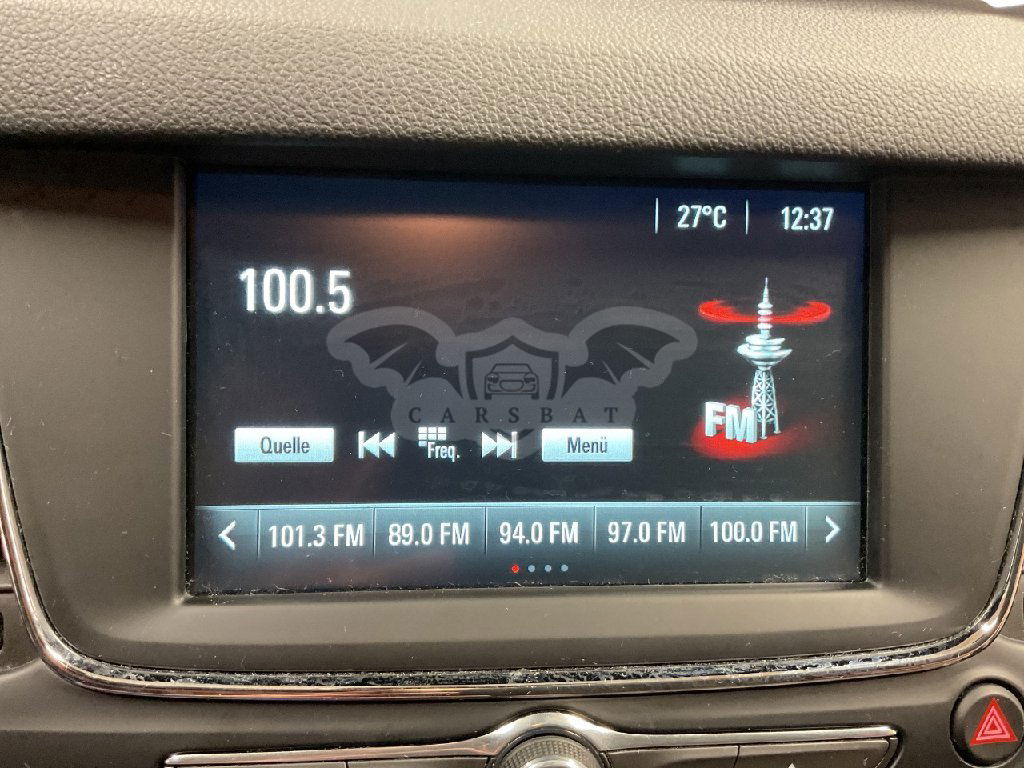 27°C 12:37
100.5
CARSBAT
FM
Quelle Freq. Menü
101.3 FM 89.0 FM 94.0 FM 97.0 FM 100.0 FM